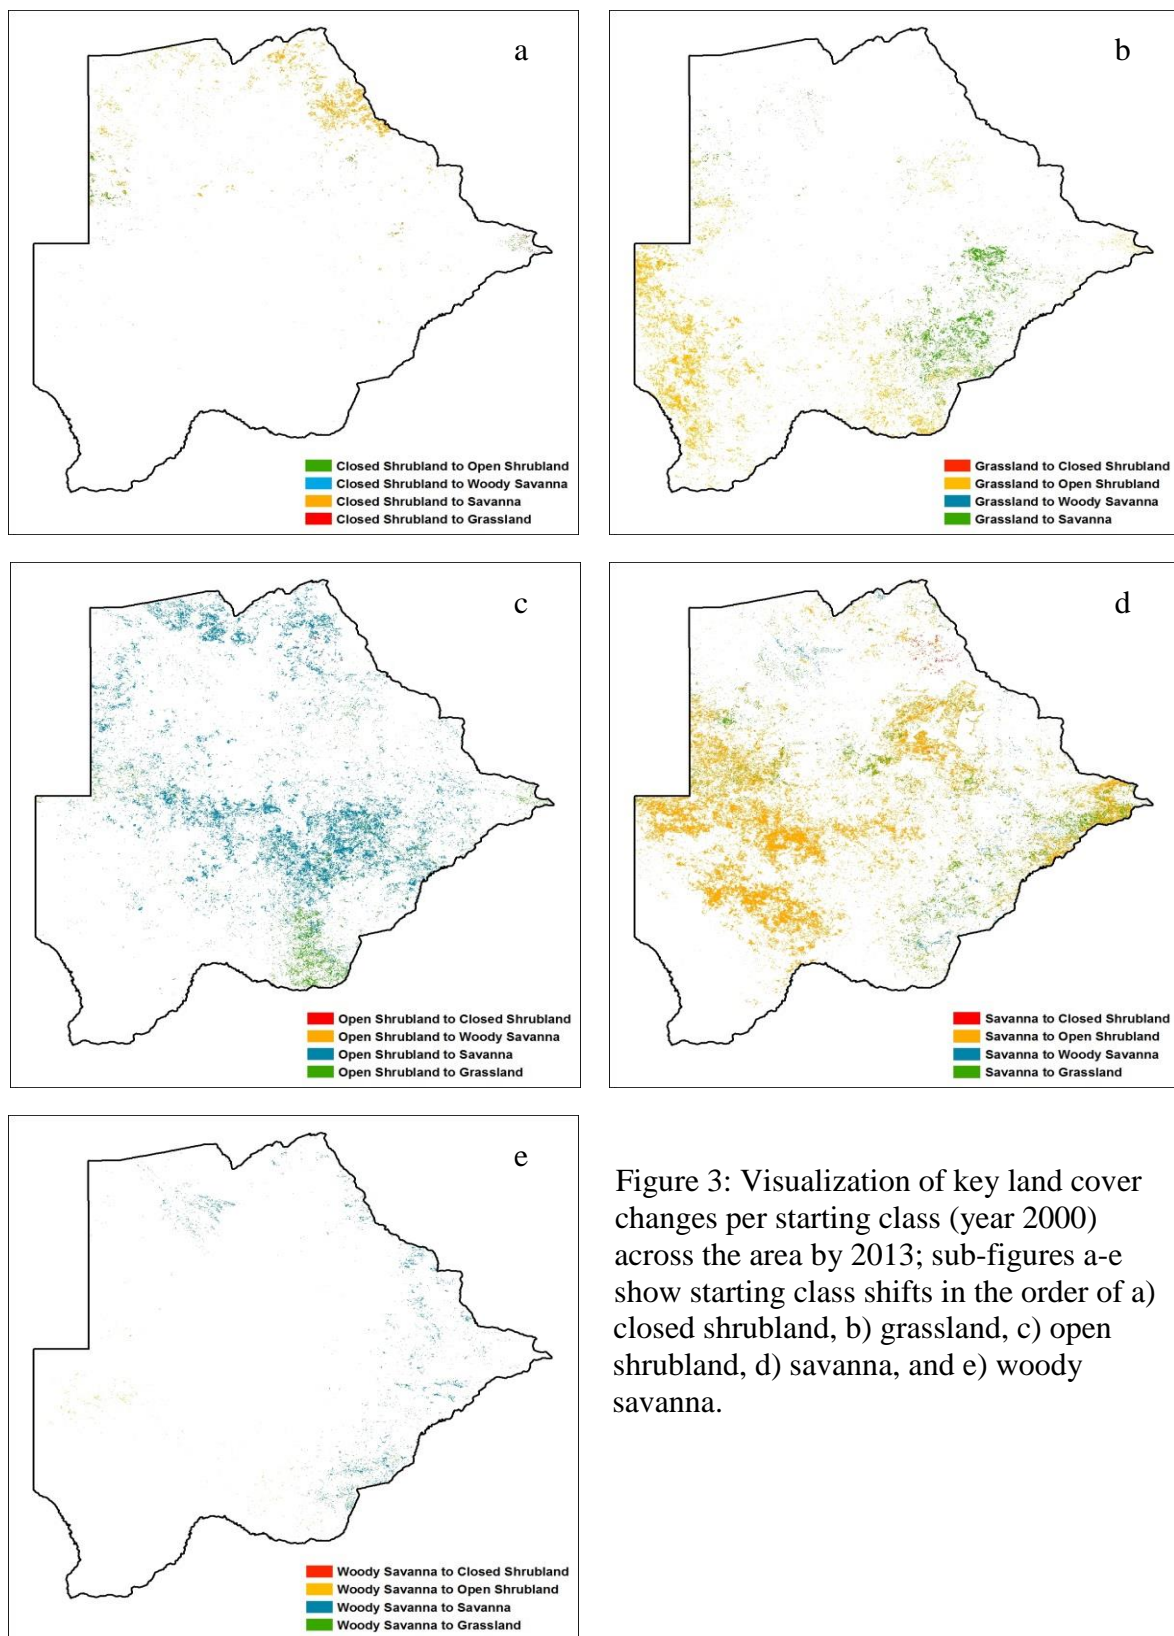 a
Closed Shrubland to Open Shrubland
Closed Shrubland to Woody Savanna
Closed Shrubland to Savanna
Closed Shrubland to Grassland
b
Grassland to Closed Shrubland
Grassland to Open Shrubland
Grassland to Woody Savanna
Grassland to Savanna
c
Open Shrubland to Closed Shrubland
Open Shrubland to Woody Savanna
Open Shrubland to Savanna
Open Shrubland to Grassland
d
Savanna to Closed Shrubland
Savanna to Open Shrubland
Savanna to Woody Savanna
Savanna to Grassland
e
Woody Savanna to Closed Shrubland
Woody Savanna to Open Shrubland
Woody Savanna to Savanna
Woody Savanna to Grassland
Figure 3: Visualization of key land cover
changes per starting class (year 2000)
across the area by 2013; sub-figures a-e
show starting class shifts in the order of a)
closed shrubland, b) grassland, c) open
shrubland, d) savanna, and e) woody
savanna.